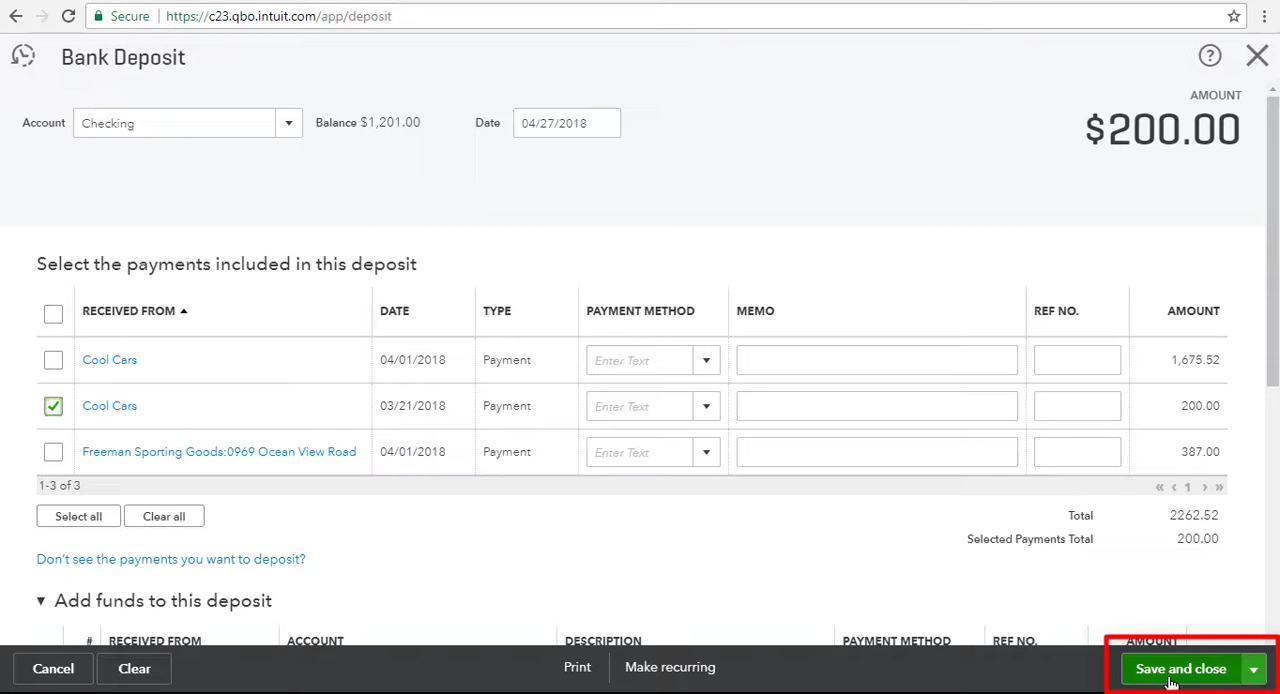 Secure https://c23.qbo.intuit.com/app/deposit
Bank Deposit
AMOUNT
Account Checking Balance $1,201.00 Date 04/27/2018
$200.00
Select the payments included in this deposit
RECEIVED FROM DATE TYPE PAYMENT METHOD MEMO REF NO. AMOUNT
Cool Cars 04/01/2018 Payment Enter Text 1,675.52
Cool Cars 03/21/2018 Payment Enter Text 200.00
Freeman Sporting Goods:0969 Ocean View Road 04/01/2018 Payment Enter Text 387.00
1-3 of 3 « ‹ 1 › »
Select all Clear all Total 2262.52
Selected Payments Total 200.00
Don't see the payments you want to deposit?
Add funds to this deposit
# RECEIVED FROM ACCOUNT DESCRIPTION PAYMENT METHOD REF NO. AMOUNT
Cancel Clear Print Make recurring Save and close